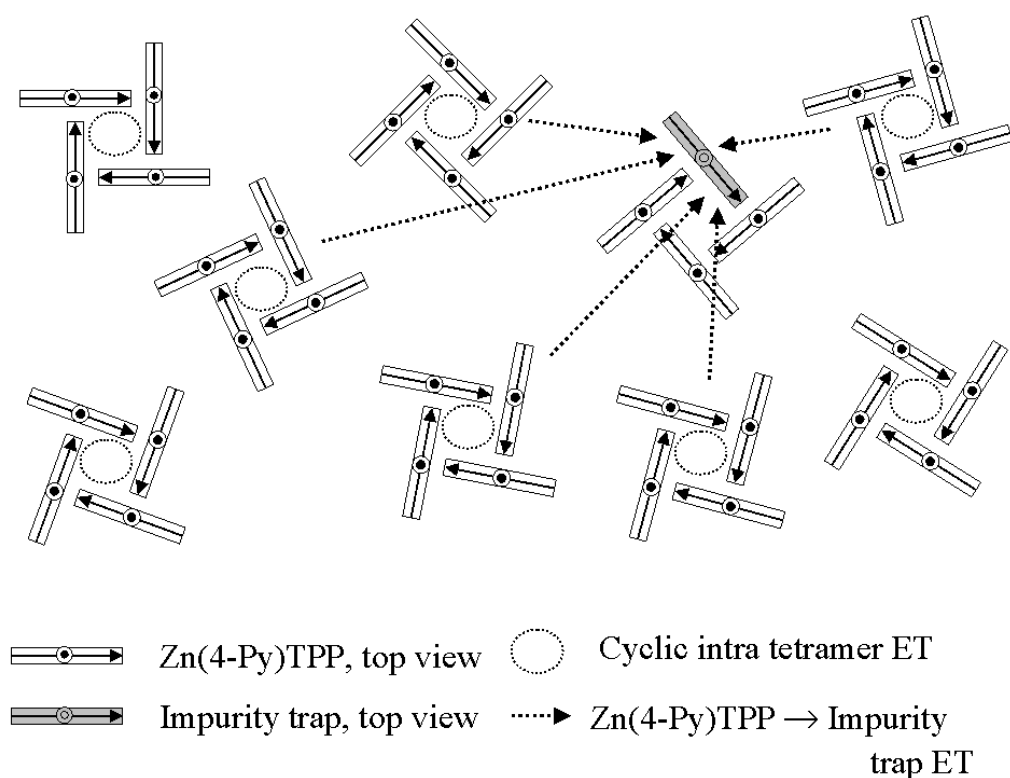 Zn(4-Py)TPP, top view
Cyclic intra tetramer ET
Impurity trap, top view
Zn(4-Py)TPP → Impurity
trap ET